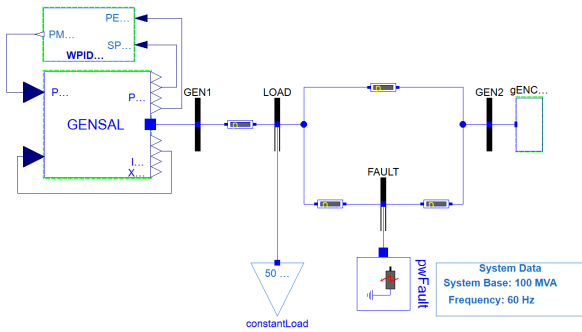 PE...
PM...
SP...
WPID...
P...
P...
GENSAL
I...
X...
GEN1
LOAD
GEN2
gENC...
FAULT
50 ...
constantLoad
pwFault
System Data
System Base: 100 MVA
Frequency: 60 Hz